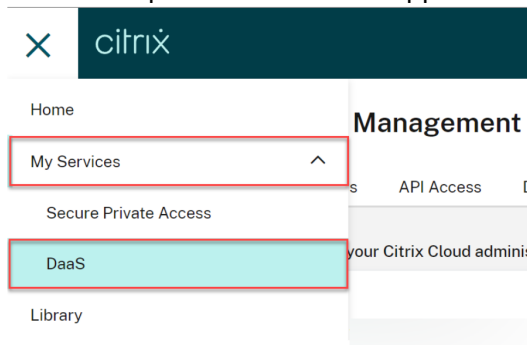 citrix
Home
Management
My Services
s API Access
Secure Private Access
your Citrix Cloud adminis
DaaS
Library